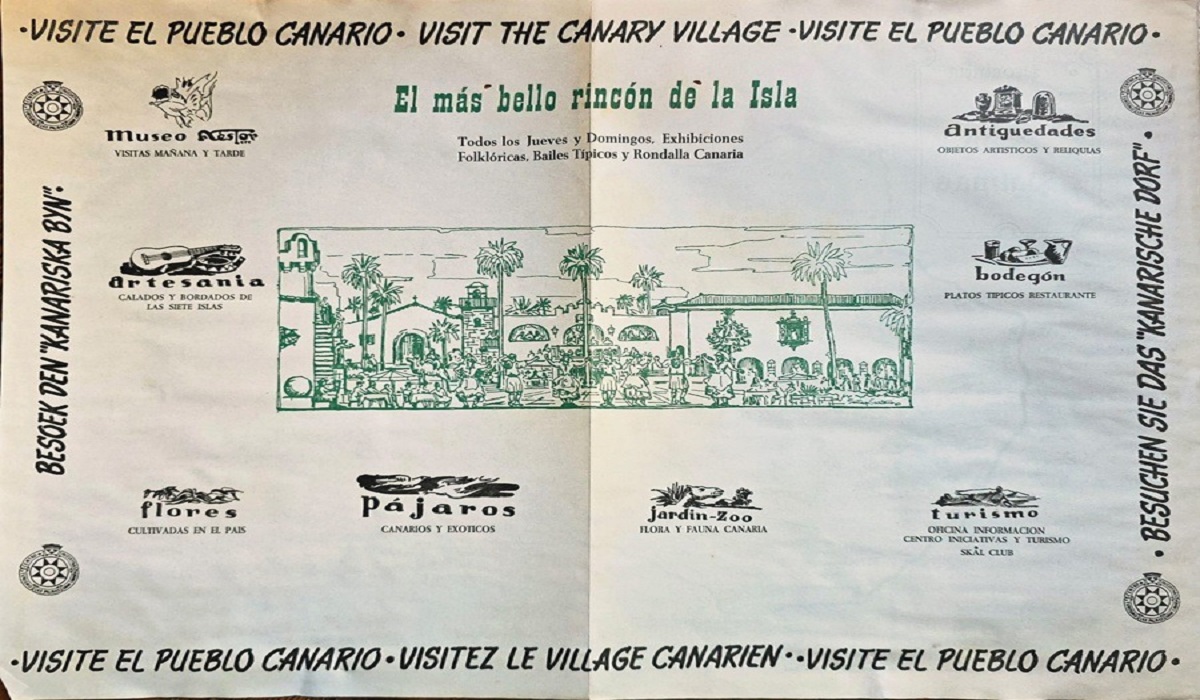 ·VISITE EL PUEBLO CANARIO· VISIT THE CANARY VILLAGE ·VISITE EL PUEBLO CANARIO·
El más bello rincón de la Isla
Todos los Jueves y Domingos, Exhibiciones
Folklóricas, Bailes Típicos y Rondalla Canaria
Museo Nestor
VISITAS MAÑANA Y TARDE
Antiguedades
OBJETOS ARTISTICOS Y RELIQUIAS
BESOEK DEN "KANARISKA BYN"·
artesania
CALADOS Y BORDADOS DE
LAS SIETE ISLAS
bodegón
PLATOS TIPICOS RESTAURANTE
· BESUCHEN SIE DAS "KANARISCHE DORF" ·
flores
CULTIVADAS EN EL PAIS
Pájaros
CANARIOS Y EXOTICOS
jardin-Zoo
FLORA Y FAUNA CANARIA
turismo
OFICINA INFORMACION
CENTRO INICIATIVAS Y TURISMO
SKÅL CLUB
·VISITE EL PUEBLO CANARIO·VISITEZ LE VILLAGE CANARIEN··VISITE EL PUEBLO CANARIO·